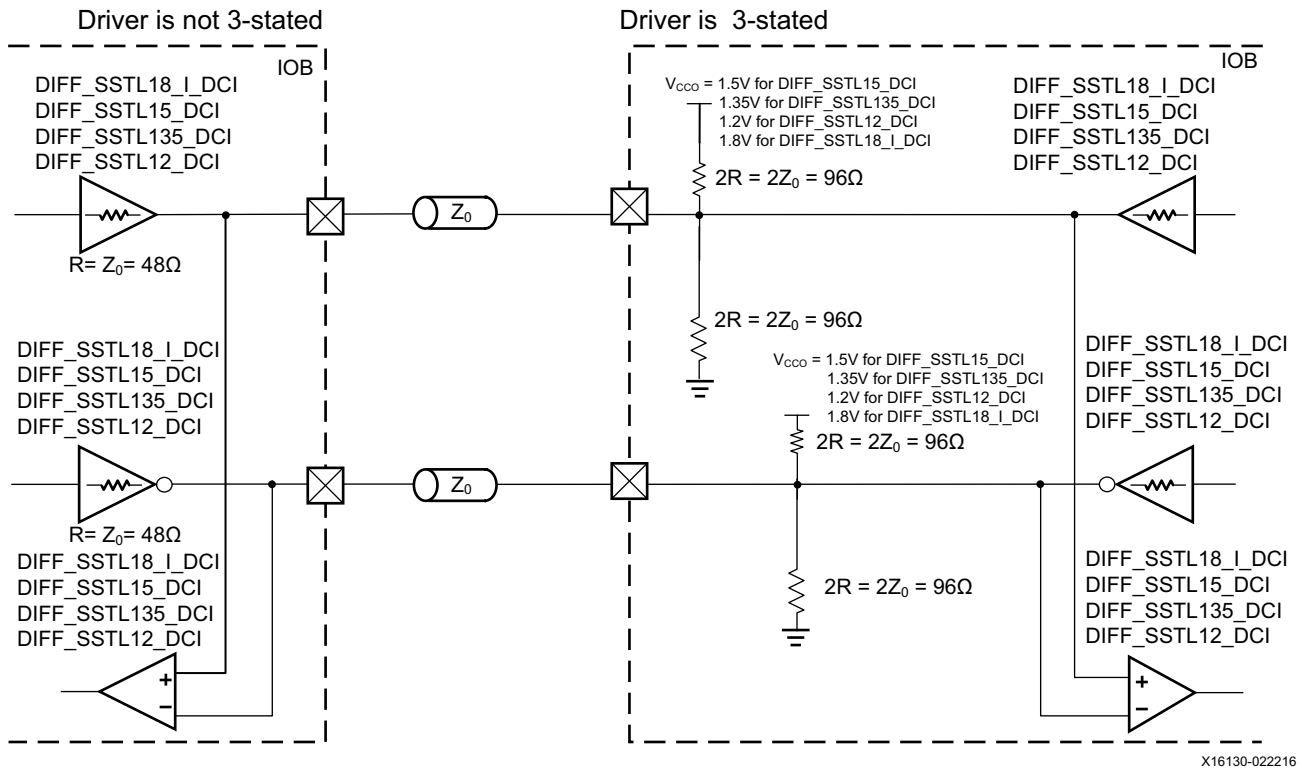 Driver is not 3-stated
Driver is 3-stated
IOB
DIFF_SSTL18_I_DCI
DIFF_SSTL15_DCI
DIFF_SSTL135_DCI
DIFF_SSTL12_DCI
R= Z₀= 48Ω
DIFF_SSTL18_I_DCI
DIFF_SSTL15_DCI
DIFF_SSTL135_DCI
DIFF_SSTL12_DCI
R= Z₀= 48Ω
DIFF_SSTL18_I_DCI
DIFF_SSTL15_DCI
DIFF_SSTL135_DCI
DIFF_SSTL12_DCI
+
−
Z₀
Z₀
IOB
V_CCO = 1.5V for DIFF_SSTL15_DCI
1.35V for DIFF_SSTL135_DCI
1.2V for DIFF_SSTL12_DCI
1.8V for DIFF_SSTL18_I_DCI
2R = 2Z₀ = 96Ω
2R = 2Z₀ = 96Ω
V_CCO = 1.5V for DIFF_SSTL15_DCI
1.35V for DIFF_SSTL135_DCI
1.2V for DIFF_SSTL12_DCI
1.8V for DIFF_SSTL18_I_DCI
2R = 2Z₀ = 96Ω
2R = 2Z₀ = 96Ω
DIFF_SSTL18_I_DCI
DIFF_SSTL15_DCI
DIFF_SSTL135_DCI
DIFF_SSTL12_DCI
DIFF_SSTL18_I_DCI
DIFF_SSTL15_DCI
DIFF_SSTL135_DCI
DIFF_SSTL12_DCI
DIFF_SSTL18_I_DCI
DIFF_SSTL15_DCI
DIFF_SSTL135_DCI
DIFF_SSTL12_DCI
+
−
X16130-022216